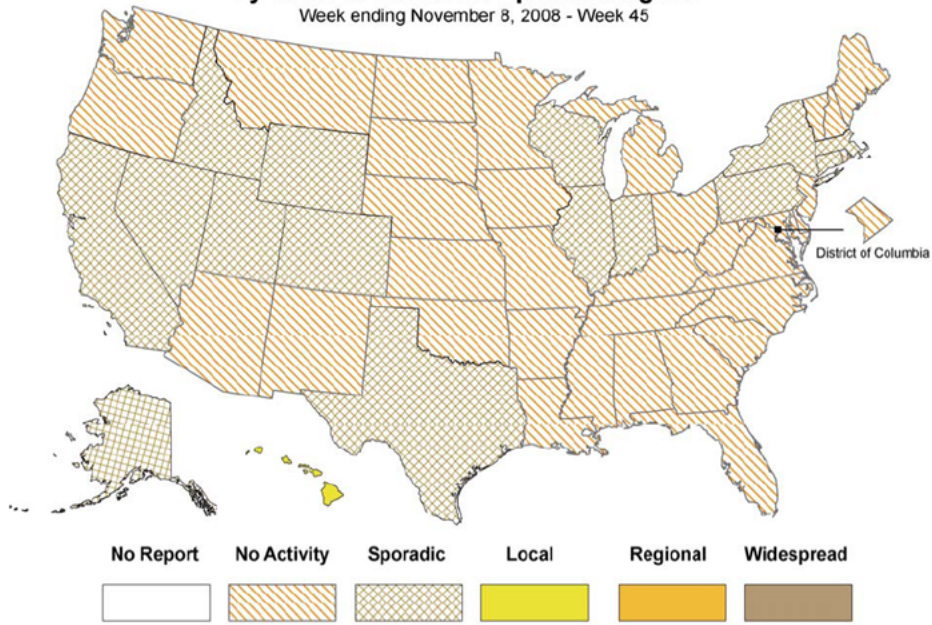 Week ending November 8, 2008 - Week 45
District of Columbia
No Report No Activity Sporadic Local Regional Widespread